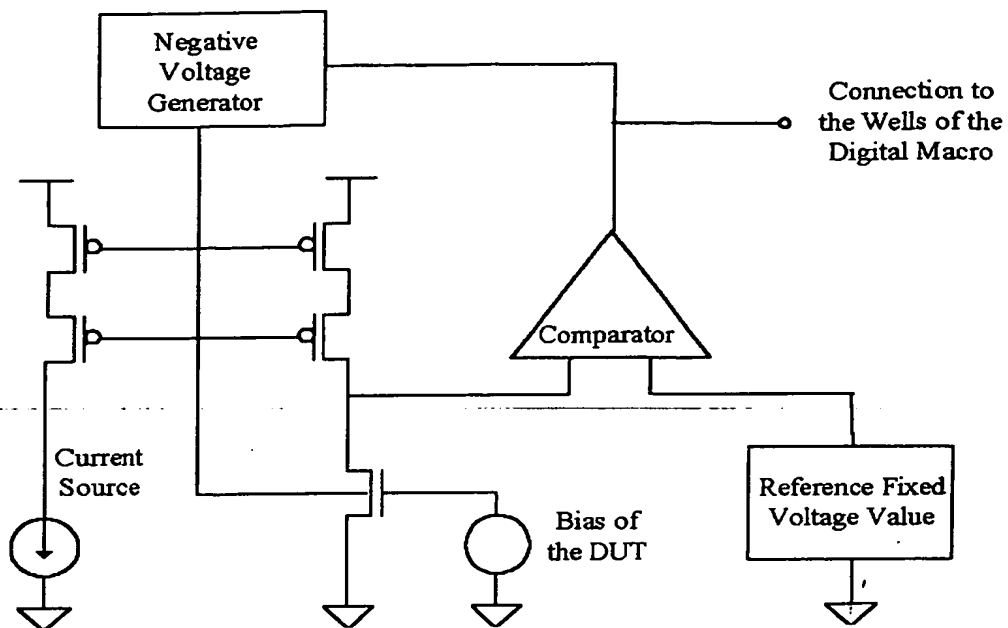 Negative
Voltage
Generator
Connection to
the Wells of the
Digital Macro
Comparator
Current
Source
Bias of
the DUT
Reference Fixed
Voltage Value